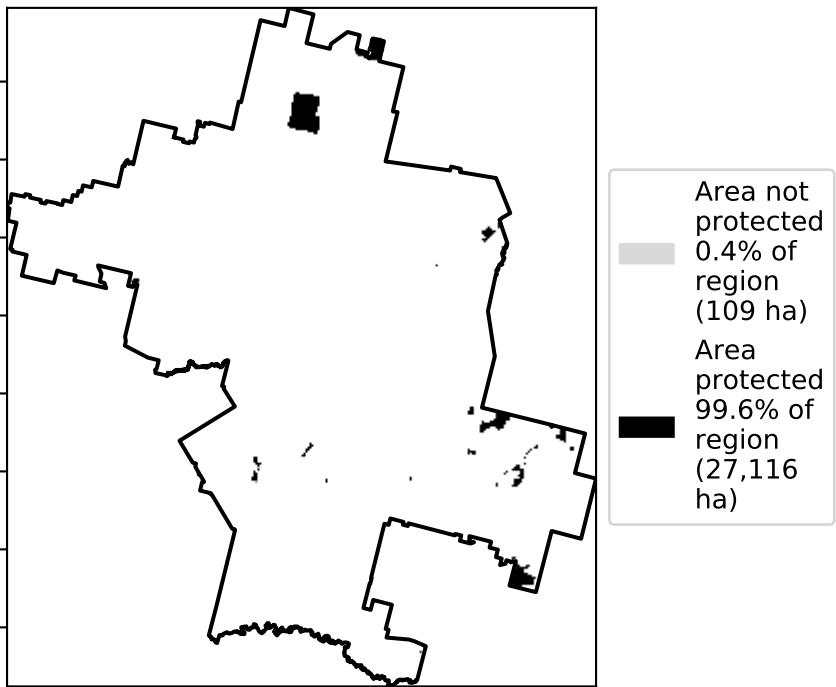 Area not
protected
0.4% of
region
(109 ha)
Area
protected
99.6% of
region
(27,116
ha)